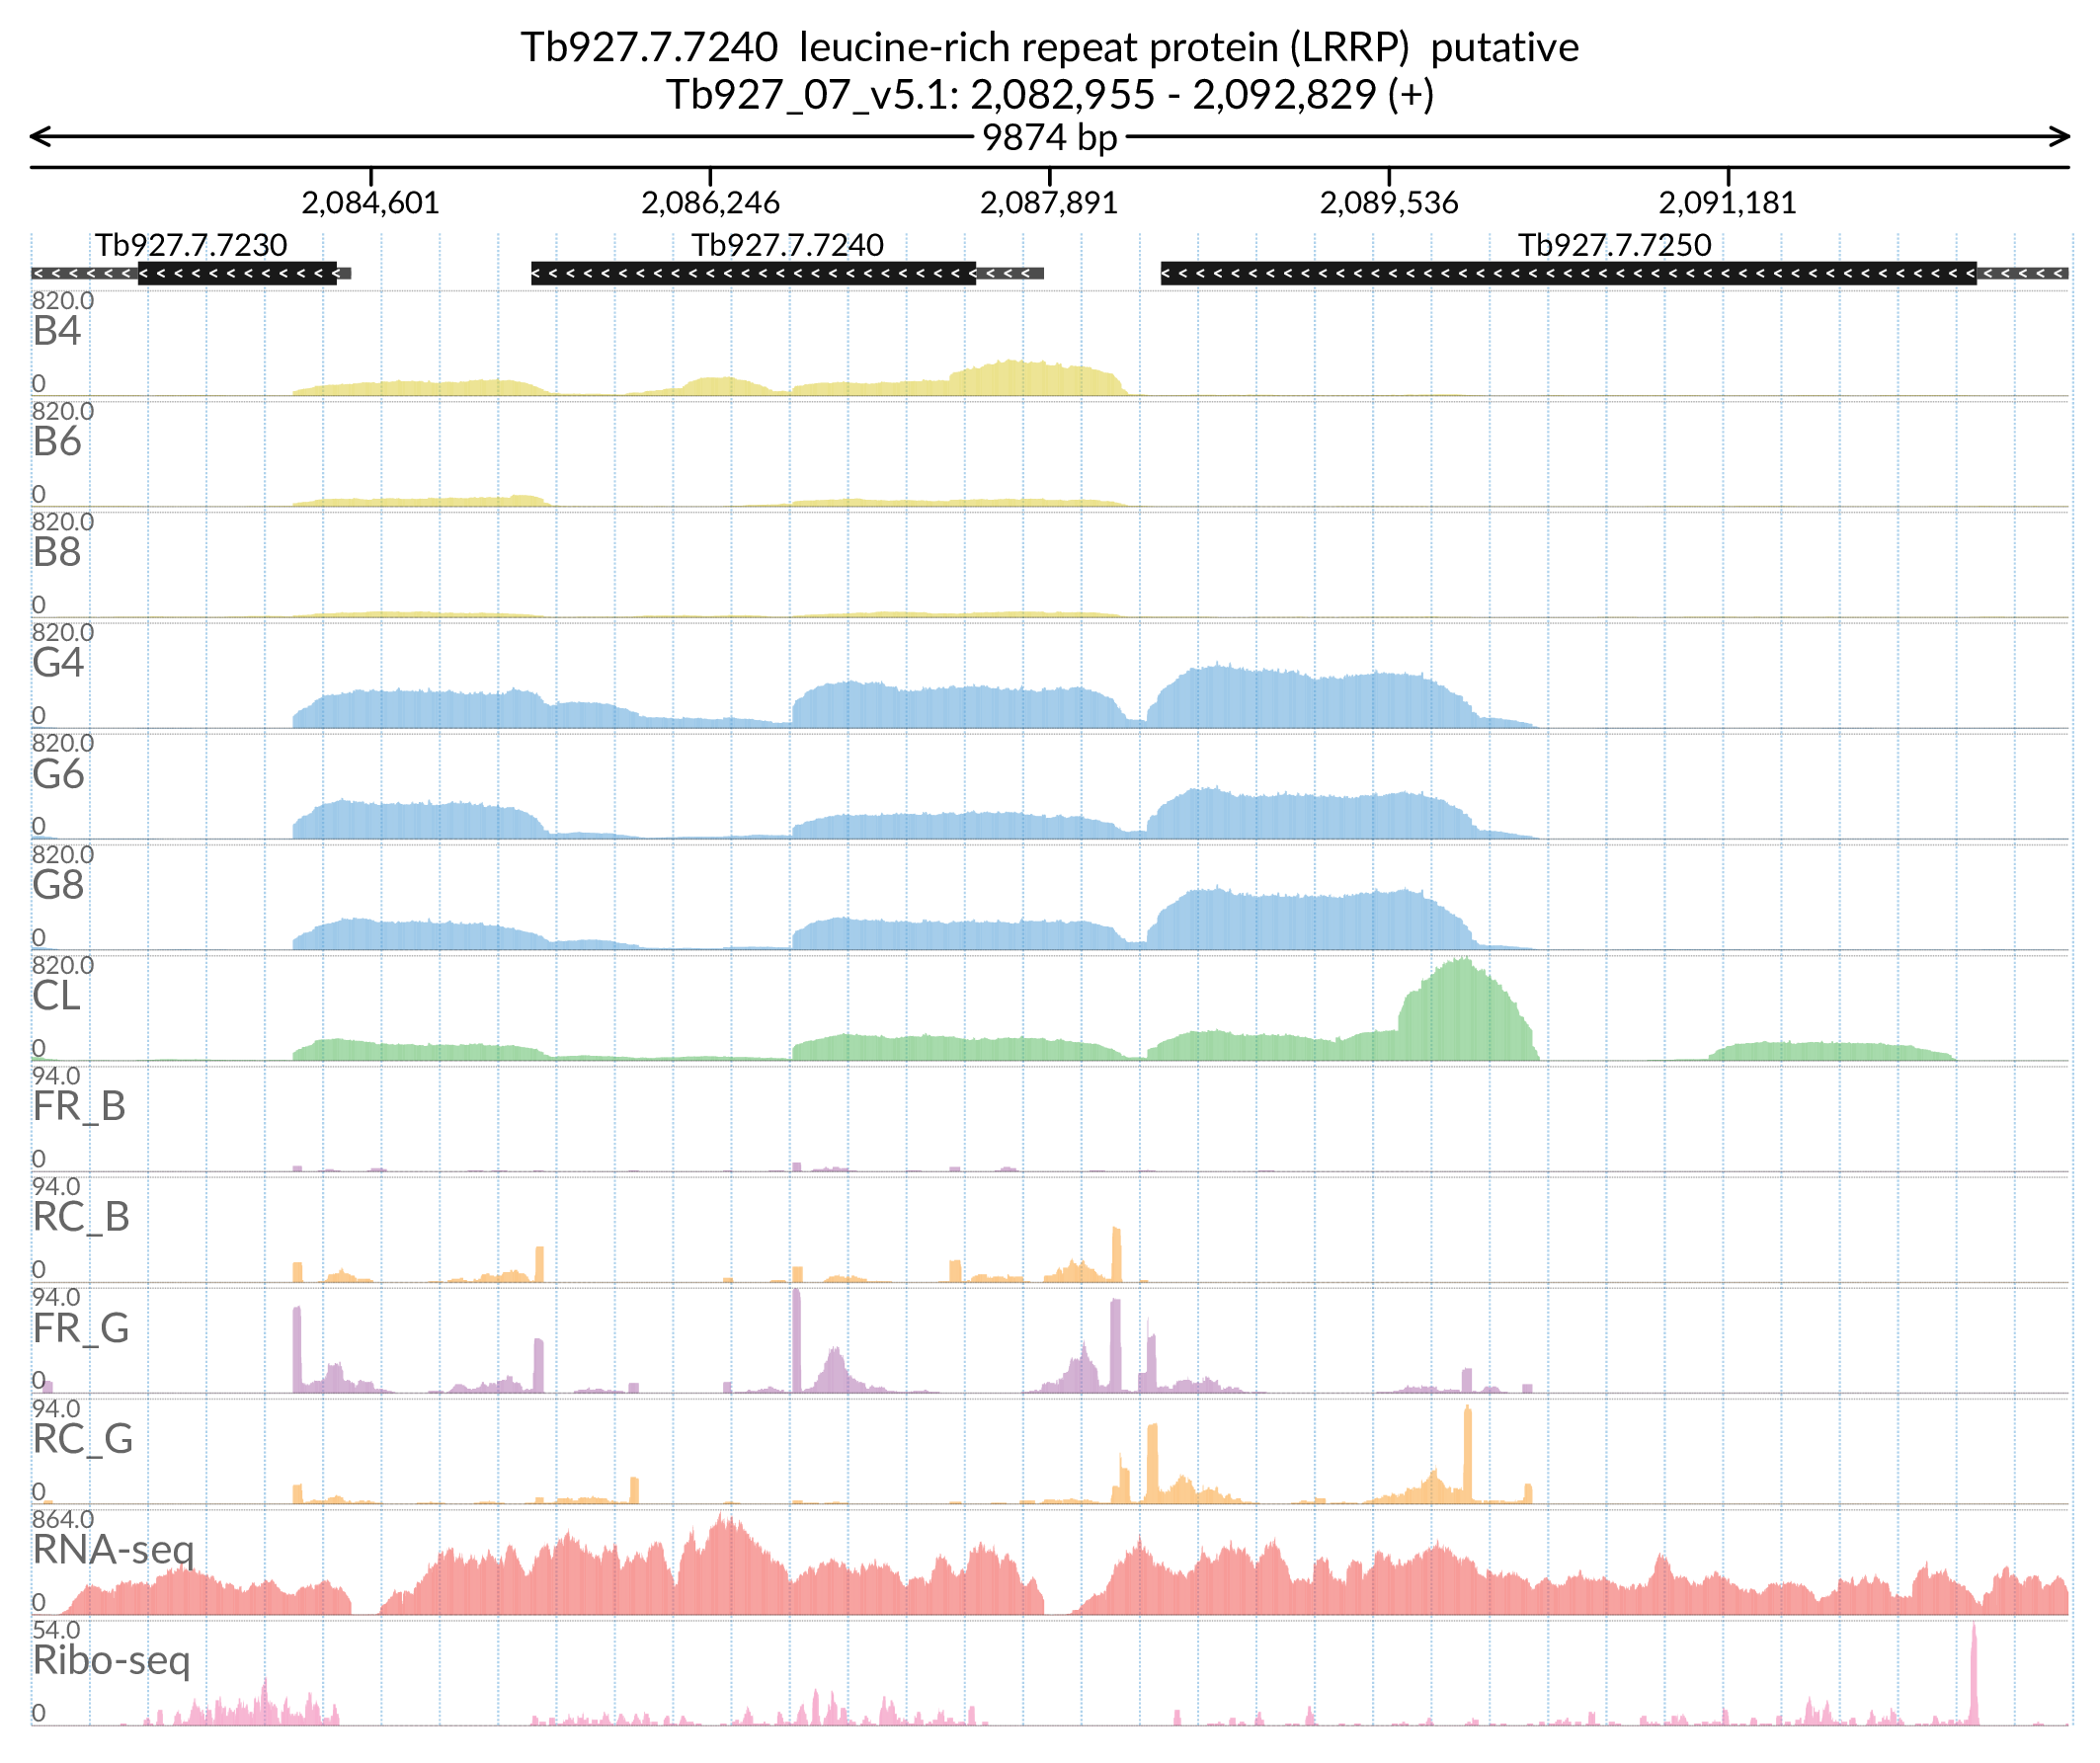 Tb927.7.7240  leucine-rich repeat protein (LRRP)  putative
Tb927_07_v5.1: 2,082,955 - 2,092,829 (+)
9874 bp
2,084,601
2,086,246
2,087,891
2,089,536
2,091,181
Tb927.7.7230
Tb927.7.7240
Tb927.7.7250
820.0
B4
0
820.0
B6
0
820.0
B8
0
820.0
G4
0
820.0
G6
0
820.0
G8
0
820.0
CL
0
94.0
FR_B
0
94.0
RC_B
0
94.0
FR_G
0
94.0
RC_G
0
864.0
RNA-seq
0
54.0
Ribo-seq
0